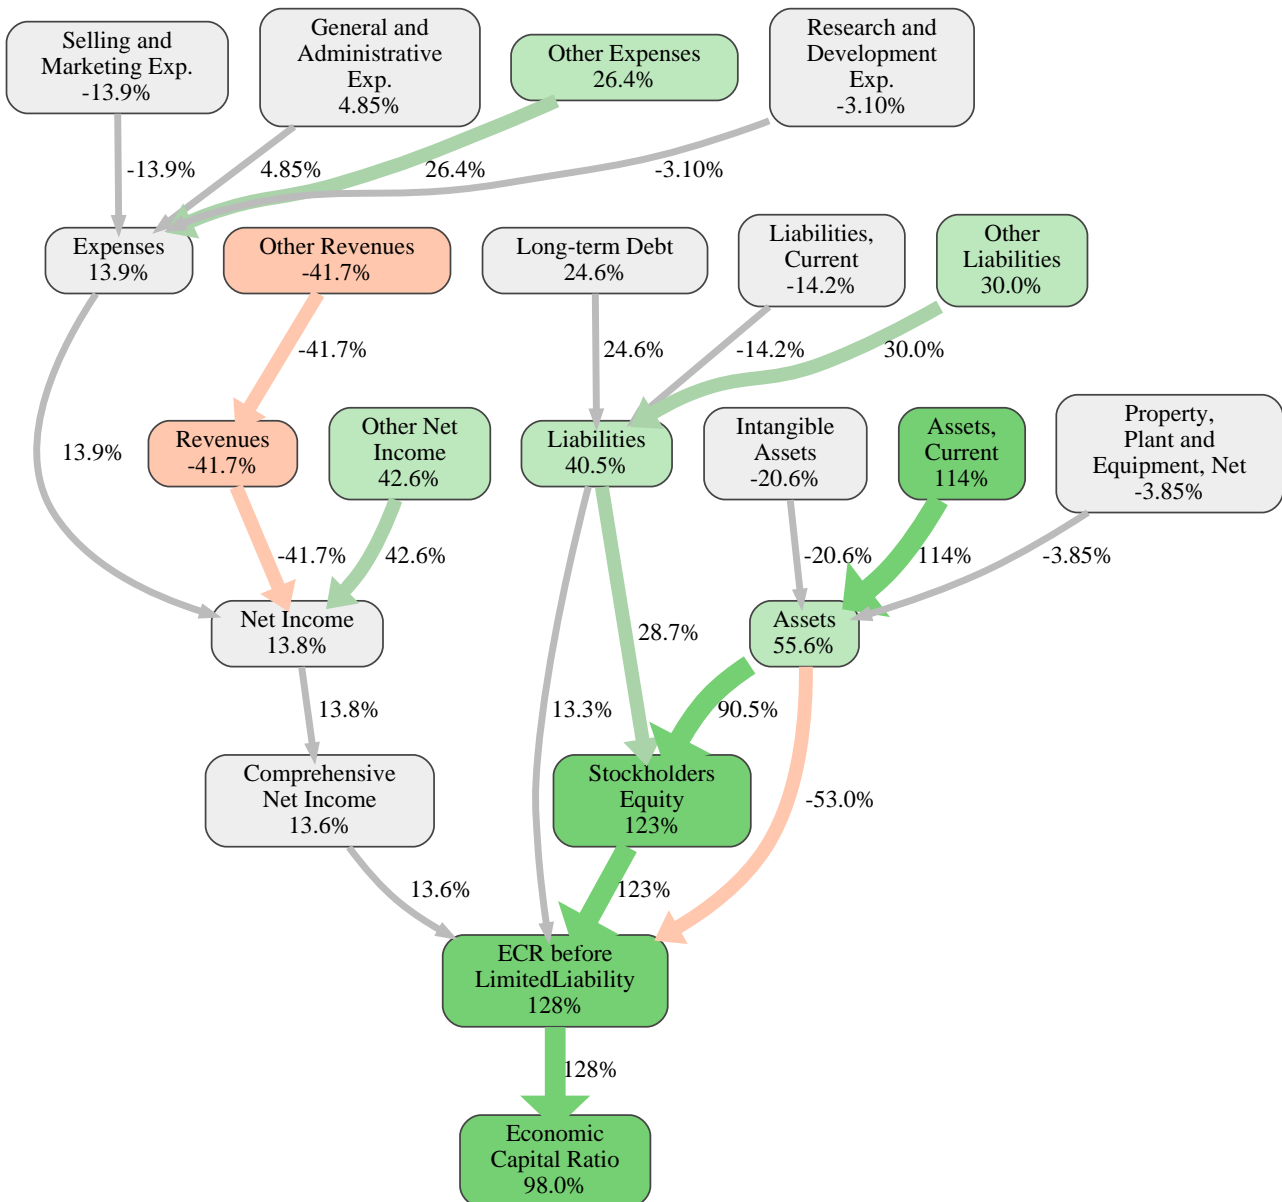 Selling and
Marketing Exp.
-13.9%
General and
Administrative
Exp.
4.85%
Other Expenses
26.4%
Research and
Development
Exp.
-3.10%
-13.9%
4.85%
26.4%
-3.10%
Expenses
13.9%
Other Revenues
-41.7%
Long-term Debt
24.6%
Liabilities,
Current
-14.2%
Other
Liabilities
30.0%
-41.7%
24.6%
-14.2%
30.0%
13.9%
Revenues
-41.7%
Other Net
Income
42.6%
Liabilities
40.5%
Intangible
Assets
-20.6%
Assets,
Current
114%
Property,
Plant and
Equipment, Net
-3.85%
-41.7%
42.6%
-20.6%
114%
-3.85%
Net Income
13.8%
28.7%
Assets
55.6%
13.8%
13.3%
90.5%
-53.0%
Comprehensive
Net Income
13.6%
Stockholders
Equity
123%
13.6%
123%
ECR before
LimitedLiability
128%
128%
Economic
Capital Ratio
98.0%